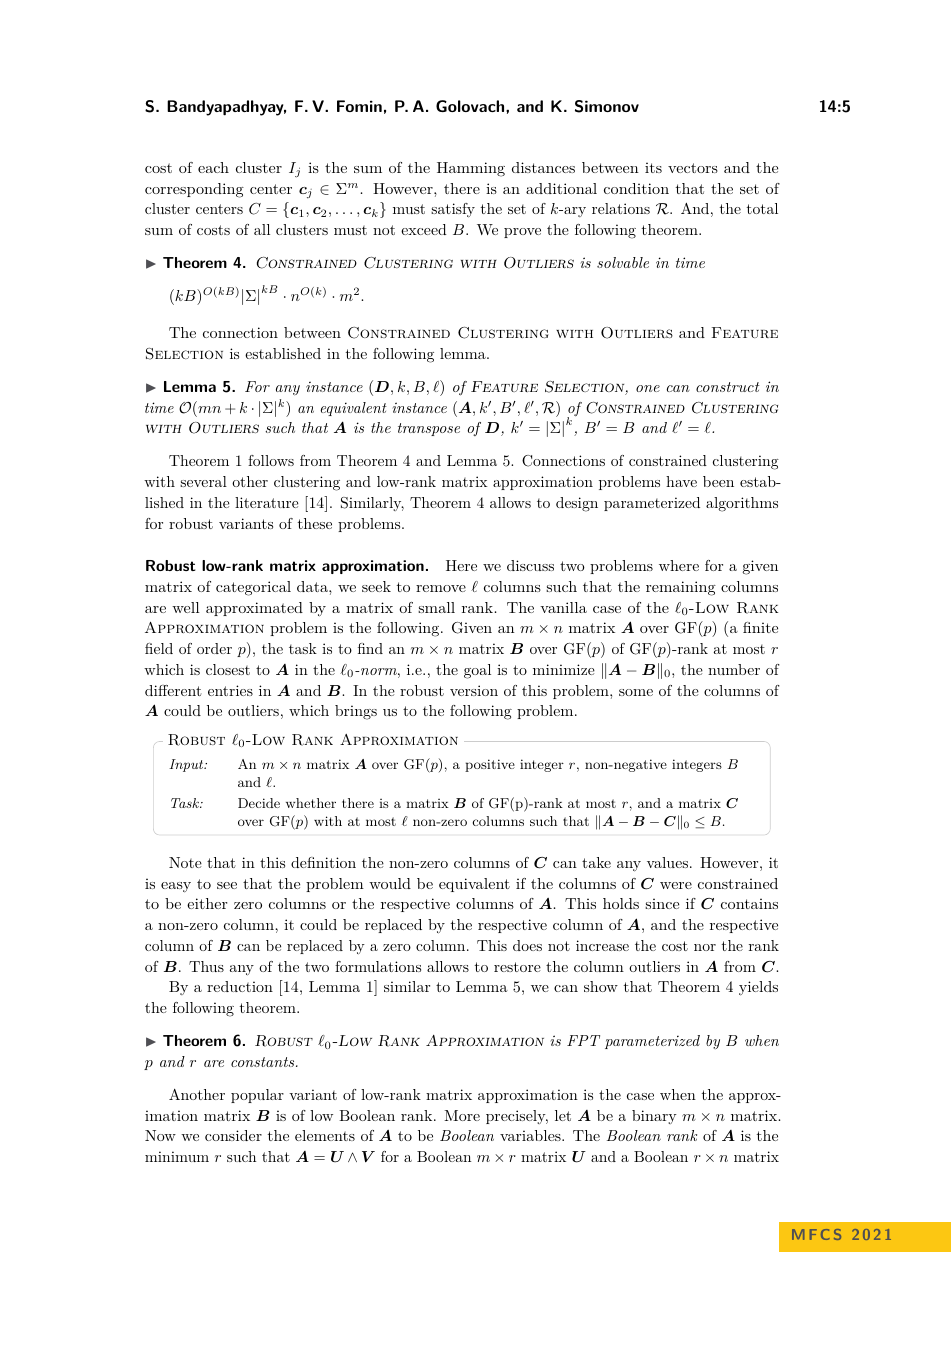 S. Bandyapadhyay, F. V. Fomin, P. A. Golovach, and K. Simonov 14:5
cost of each cluster I_j is the sum of the Hamming distances between its vectors and the
corresponding center c_j ∈ Σ^m. However, there is an additional condition that the set of
cluster centers C = {c_1, c_2, . . . , c_k} must satisfy the set of k-ary relations R. And, the total
sum of costs of all clusters must not exceed B. We prove the following theorem.
▶ Theorem 4. Constrained Clustering with Outliers is solvable in time
(kB)^{O(kB)}|Σ|^{kB} · n^{O(k)} · m^2.
The connection between Constrained Clustering with Outliers and Feature
Selection is established in the following lemma.
▶ Lemma 5. For any instance (D, k, B, ℓ) of Feature Selection, one can construct in
time O(mn + k · |Σ|^k) an equivalent instance (A, k′, B′, ℓ′, R) of Constrained Clustering
with Outliers such that A is the transpose of D, k′ = |Σ|^k, B′ = B and ℓ′ = ℓ.
Theorem 1 follows from Theorem 4 and Lemma 5. Connections of constrained clustering
with several other clustering and low-rank matrix approximation problems have been estab-
lished in the literature [14]. Similarly, Theorem 4 allows to design parameterized algorithms
for robust variants of these problems.
Robust low-rank matrix approximation. Here we discuss two problems where for a given
matrix of categorical data, we seek to remove ℓ columns such that the remaining columns
are well approximated by a matrix of small rank. The vanilla case of the ℓ_0-Low Rank
Approximation problem is the following. Given an m × n matrix A over GF(p) (a finite
field of order p), the task is to find an m × n matrix B over GF(p) of GF(p)-rank at most r
which is closest to A in the ℓ_0-norm, i.e., the goal is to minimize ‖A − B‖_0, the number of
different entries in A and B. In the robust version of this problem, some of the columns of
A could be outliers, which brings us to the following problem.
Robust ℓ_0-Low Rank Approximation
Input: An m × n matrix A over GF(p), a positive integer r, non-negative integers B
and ℓ.
Task: Decide whether there is a matrix B of GF(p)-rank at most r, and a matrix C
over GF(p) with at most ℓ non-zero columns such that ‖A − B − C‖_0 ≤ B.
Note that in this definition the non-zero columns of C can take any values. However, it
is easy to see that the problem would be equivalent if the columns of C were constrained
to be either zero columns or the respective columns of A. This holds since if C contains
a non-zero column, it could be replaced by the respective column of A, and the respective
column of B can be replaced by a zero column. This does not increase the cost nor the rank
of B. Thus any of the two formulations allows to restore the column outliers in A from C.
By a reduction [14, Lemma 1] similar to Lemma 5, we can show that Theorem 4 yields
the following theorem.
▶ Theorem 6. Robust ℓ_0-Low Rank Approximation is FPT parameterized by B when
p and r are constants.
Another popular variant of low-rank matrix approximation is the case when the approx-
imation matrix B is of low Boolean rank. More precisely, let A be a binary m × n matrix.
Now we consider the elements of A to be Boolean variables. The Boolean rank of A is the
minimum r such that A = U ∧ V for a Boolean m × r matrix U and a Boolean r × n matrix
MFCS 2021